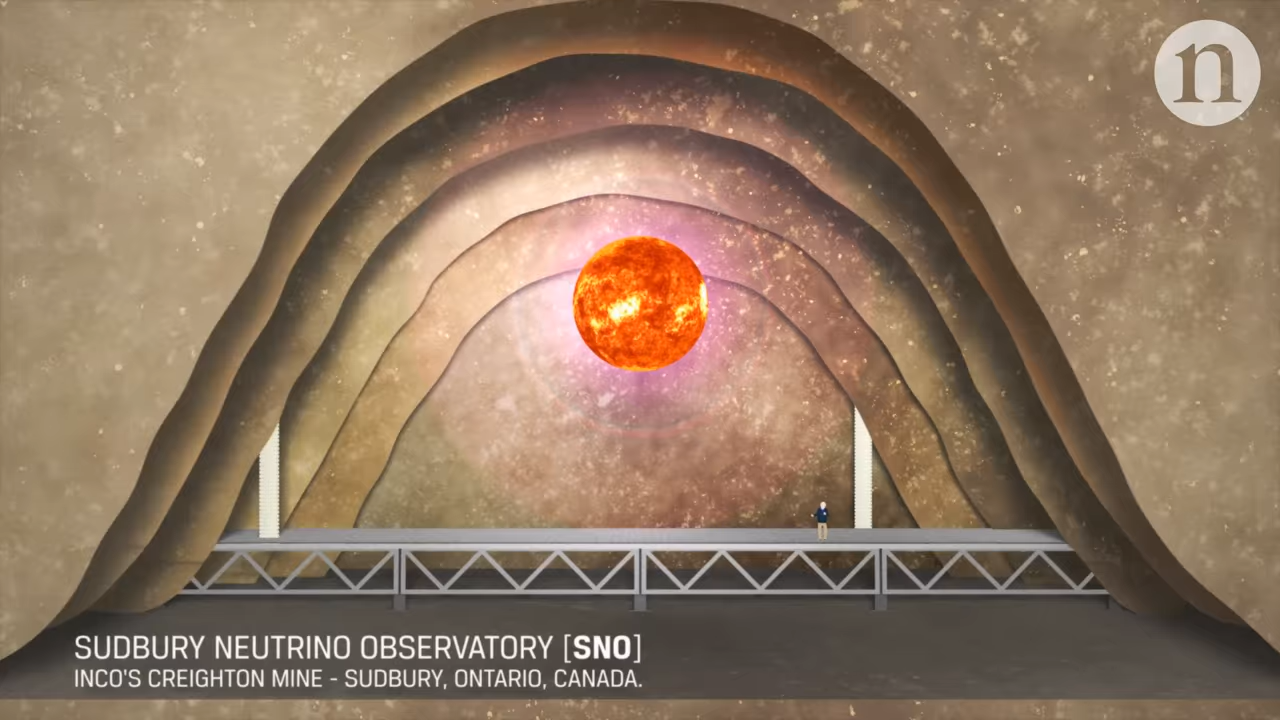 n
SUDBURY NEUTRINO OBSERVATORY [SNO]
INCO'S CREIGHTON MINE - SUDBURY, ONTARIO, CANADA.